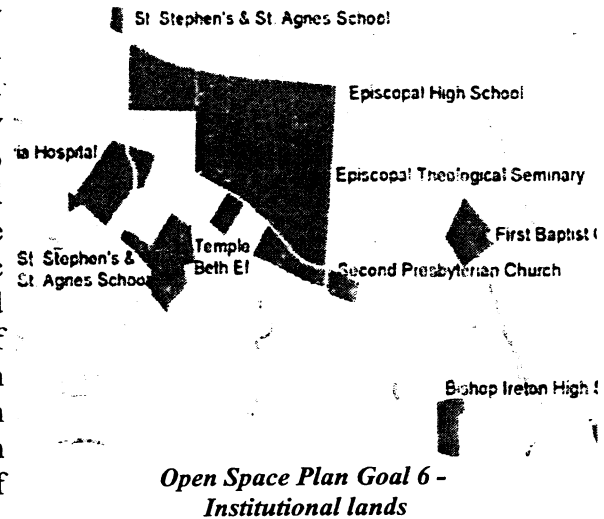 St. Stephen's & St. Agnes School
Episcopal High School
ia Hospital
Episcopal Theological Seminary
First Baptist
St. Stephen's &
St. Agnes School
Temple
Beth El
Second Presbyterian Church
Bishop Ireton High
Open Space Plan Goal 6 -
Institutional lands